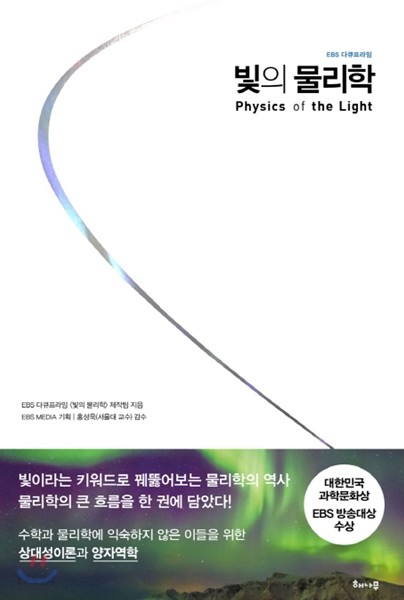 EBS 다큐프라임
빛의 물리학
Physics of the Light
EBS 다큐프라임 〈빛의 물리학〉 제작팀 지음
EBS MEDIA 기획 | 홍성욱(서울대 교수) 감수
빛이라는 키워드로 꿰뚫어보는 물리학의 역사
물리학의 큰 흐름을 한 권에 담았다!
수학과 물리학에 익숙하지 않은 이들을 위한
상대성이론과 양자역학
대한민국
과학문화상
EBS 방송대상
수상
해나무